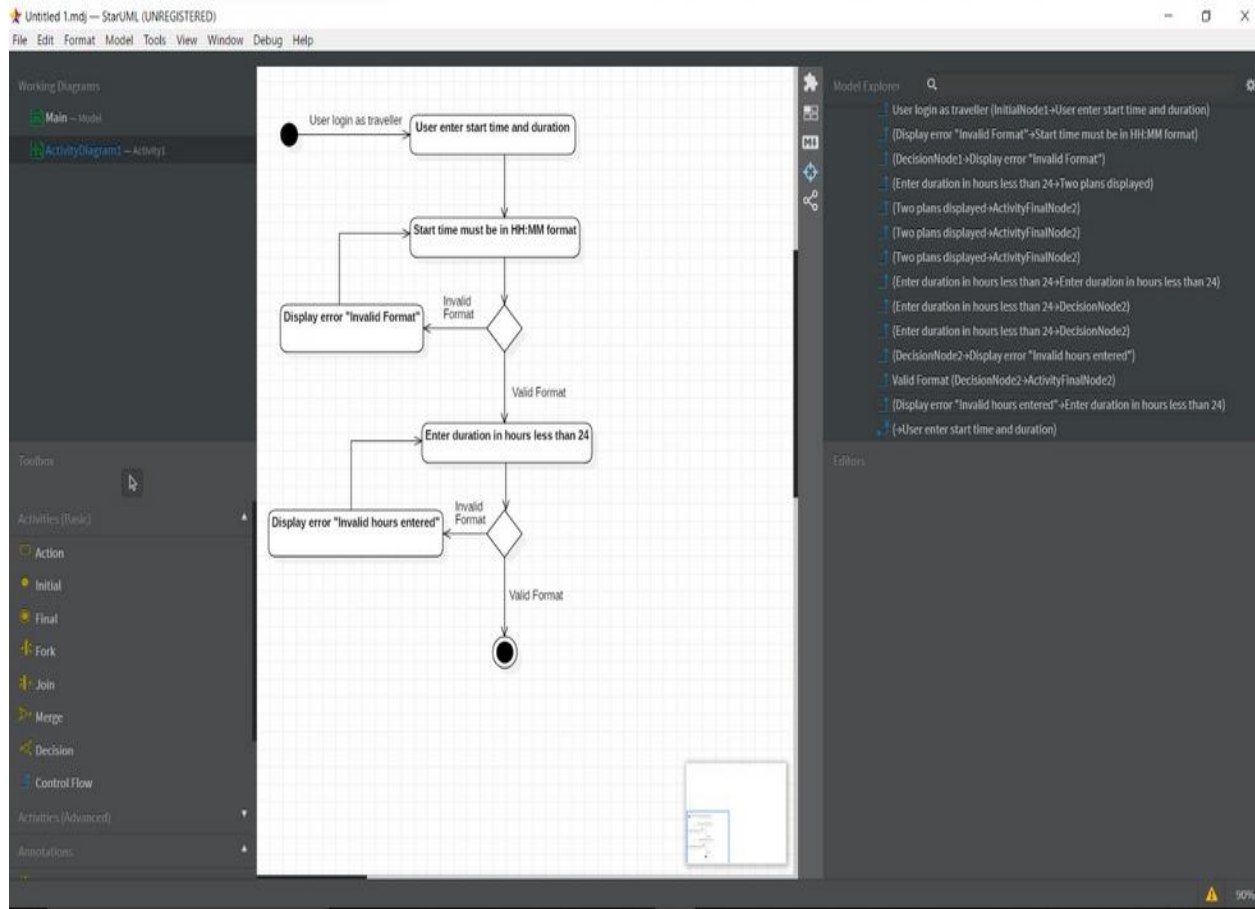 Untitled 1.mdj — StarUML (UNREGISTERED)
File Edit Format Model Tools View Window Debug Help
Working Diagrams
Main — Model
ActivityDiagram1 — Activity1
Toolbox
Activities (Basic)
Action
Initial
Final
Fork
Join
Merge
Decision
Control Flow
Activities (Advanced)
Annotations
User login as traveller
User enter start time and duration
Start time must be in HH:MM format
Invalid
Format
Display error "Invalid Format"
Valid Format
Enter duration in hours less than 24
Invalid
Format
Display error "Invalid hours entered"
Valid Format
Model Explorer
User login as traveller (InitialNode1→User enter start time and duration)
(Display error "Invalid Format"→Start time must be in HH:MM format)
(DecisionNode1→Display error "Invalid Format")
(Enter duration in hours less than 24→Two plans displayed)
(Two plans displayed→ActivityFinalNode2)
(Two plans displayed→ActivityFinalNode2)
(Two plans displayed→ActivityFinalNode2)
(Enter duration in hours less than 24→Enter duration in hours less than 24)
(Enter duration in hours less than 24→DecisionNode2)
(Enter duration in hours less than 24→DecisionNode2)
(DecisionNode2→Display error "Invalid hours entered")
Valid Format (DecisionNode2→ActivityFinalNode2)
(Display error "Invalid hours entered"→Enter duration in hours less than 24)
(→User enter start time and duration)
Editors
90%